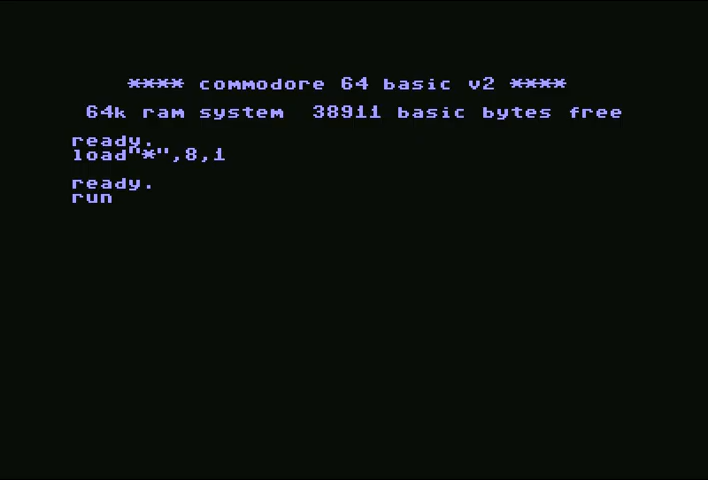 **** commodore 64 basic v2 ****
64k ram system  38911 basic bytes free
ready.
load"*",8,1
ready.
run